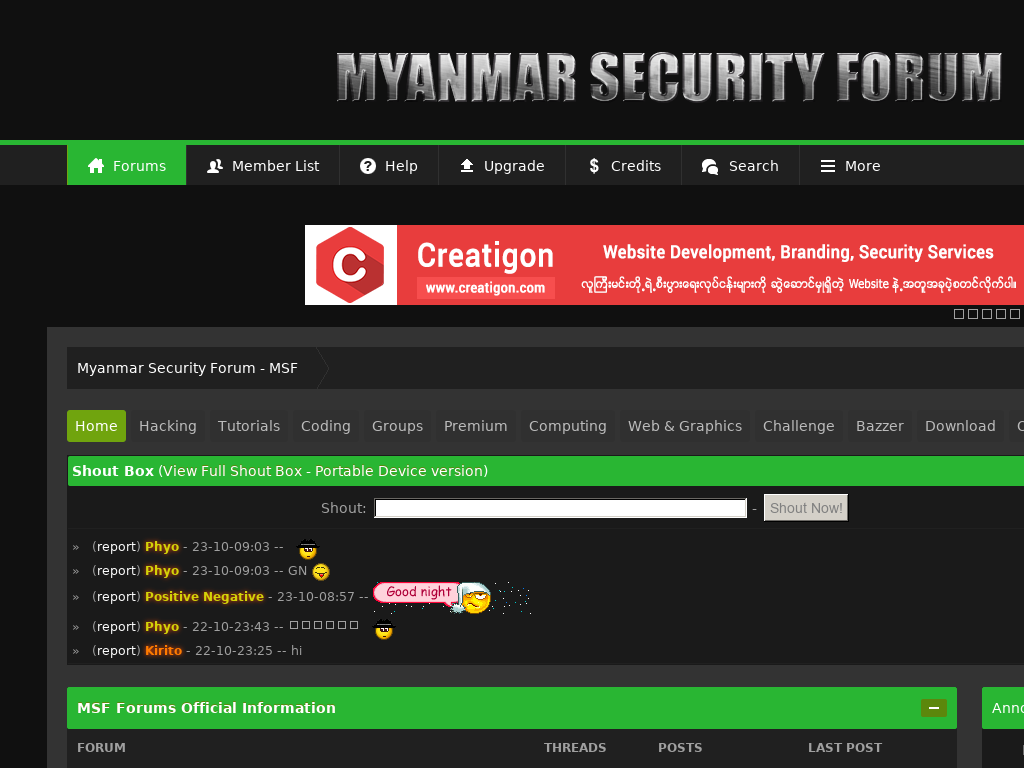 MYANMAR SECURITY FORUM
Forums Member List Help Upgrade Credits Search More
C Creatigon Website Development, Branding, Security Services
www.creatigon.com လူကြီးမင်းတို့ရဲ့စီးပွားရေးလုပ်ငန်းများကို ဆွဲဆောင်မှုရှိတဲ့ Website နဲ့အတူအခုပဲစတင်လိုက်ပါ။
Myanmar Security Forum - MSF
Home Hacking Tutorials Coding Groups Premium Computing Web & Graphics Challenge Bazzer Download
Shout Box (View Full Shout Box - Portable Device version)
Shout: - Shout Now!
» (report) Phyo - 23-10-09:03 --
» (report) Phyo - 23-10-09:03 -- GN
» (report) Positive Negative - 23-10-08:57 -- Good night
» (report) Phyo - 22-10-23:43 --
» (report) Kirito - 22-10-23:25 -- hi
MSF Forums Official Information
FORUM THREADS POSTS LAST POST